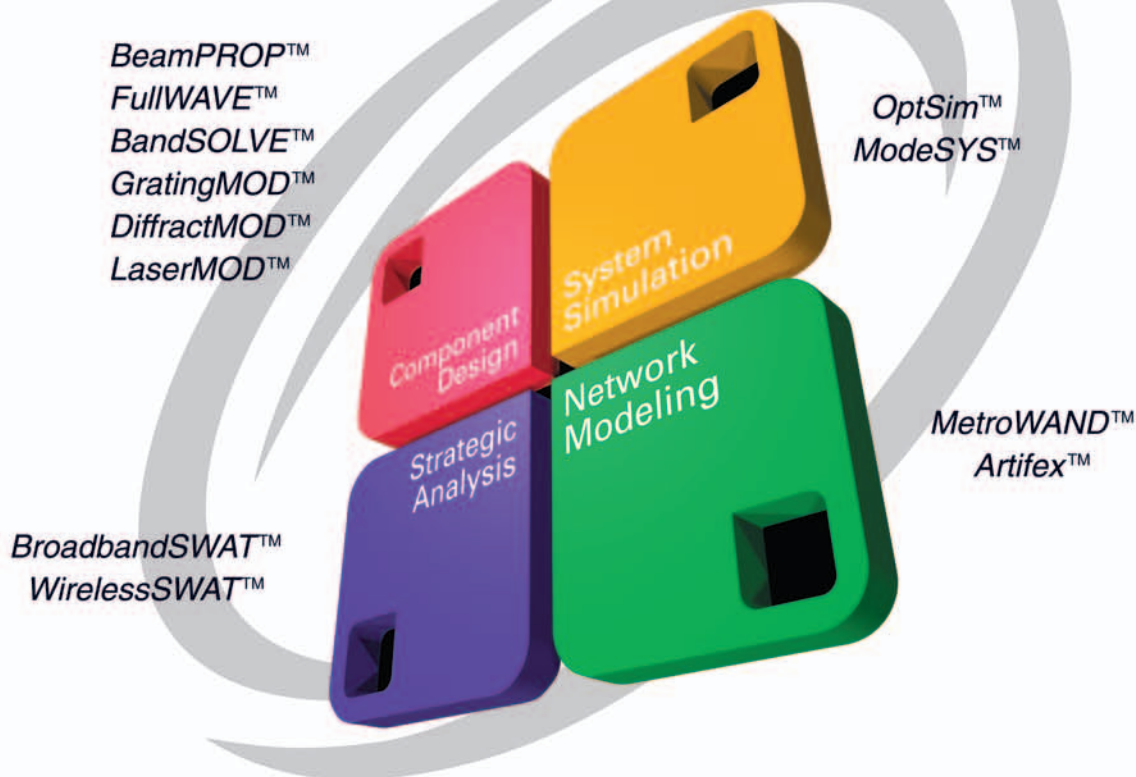 BeamPROP™
FullWAVE™
BandSOLVE™
GratingMOD™
DiffractMOD™
LaserMOD™
OptSim™
ModeSYS™
Component
Design
System
Simulation
Strategic
Analysis
Network
Modeling
MetroWAND™
Artifex™
BroadbandSWAT™
WirelessSWAT™